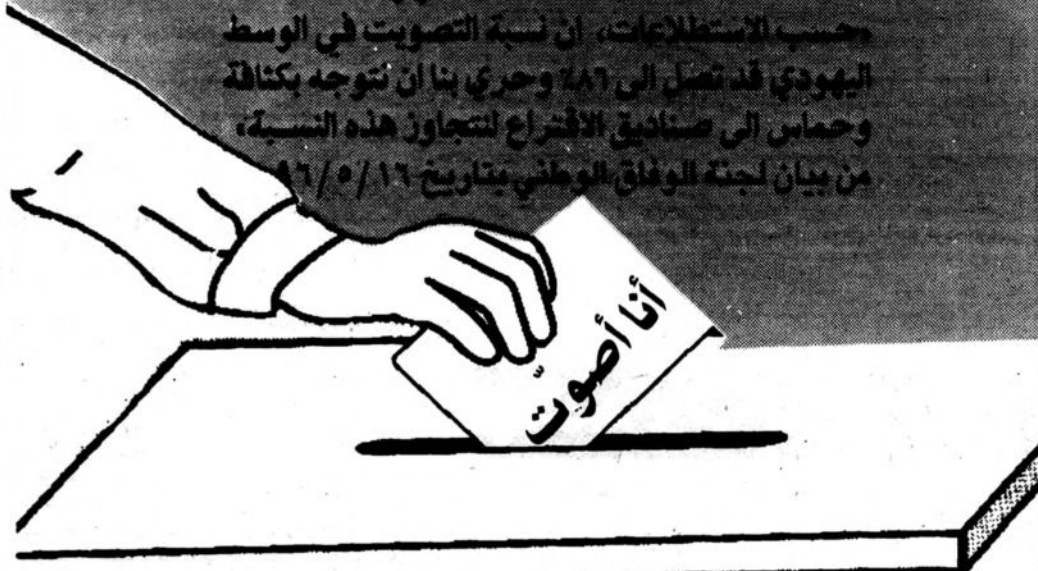 «حسب الاستطلاعات، ان نسبة التصويت في الوسط
اليهودي قد تصل الى ٨٦٪ وحري بنا ان نتوجه بكثافة
وحماس الى صناديق الاقتراع لنتجاوز هذه النسبة»
من بيان لجنة الوفاق الوطني بتاريخ ٩٦/٥/١٦
أنا أصوّت